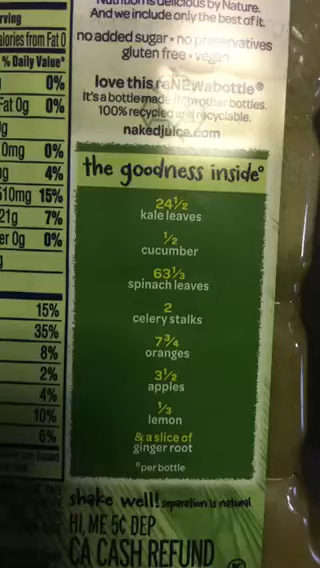 Nutrition is delicious by Nature.
And we include only the best of it.
no added sugar • no preservatives
gluten free • vegan
love this reNEWabottle®
It's a bottle made from other bottles.
100% recycled and recyclable.
nakedjuice.com
the goodness inside°
24½
kale leaves
½
cucumber
63⅓
spinach leaves
2
celery stalks
7¾
oranges
3½
apples
⅓
lemon
& a slice of
ginger root
°per bottle
shake well! separation is natural
HI, ME 5¢ DEP
CA CASH REFUND
rving
alories from Fat 0
% Daily Value*
0%
Fat 0g 0%
g
0mg 0%
g 4%
510mg 15%
21g 7%
er 0g 0%
g
15%
35%
8%
2%
4%
10%
6%